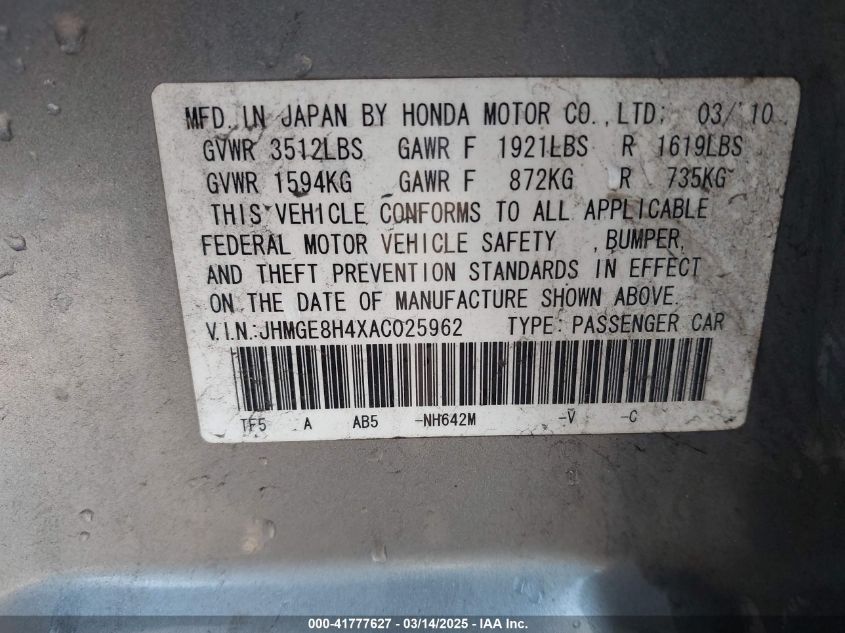 MFD. IN JAPAN BY HONDA MOTOR CO., LTD. 03/'10
GVWR 3512LBS GAWR F 1921LBS R 1619LBS
GVWR 1594KG GAWR F 872KG R 735KG
THIS VEHICLE CONFORMS TO ALL APPLICABLE
FEDERAL MOTOR VEHICLE SAFETY , BUMPER,
AND THEFT PREVENTION STANDARDS IN EFFECT
ON THE DATE OF MANUFACTURE SHOWN ABOVE.
V.I.N.:JHMGE8H4XAC025962 TYPE: PASSENGER CAR
TF5 A AB5 -NH642M -V -C
000-41777627 - 03/14/2025 - IAA Inc.